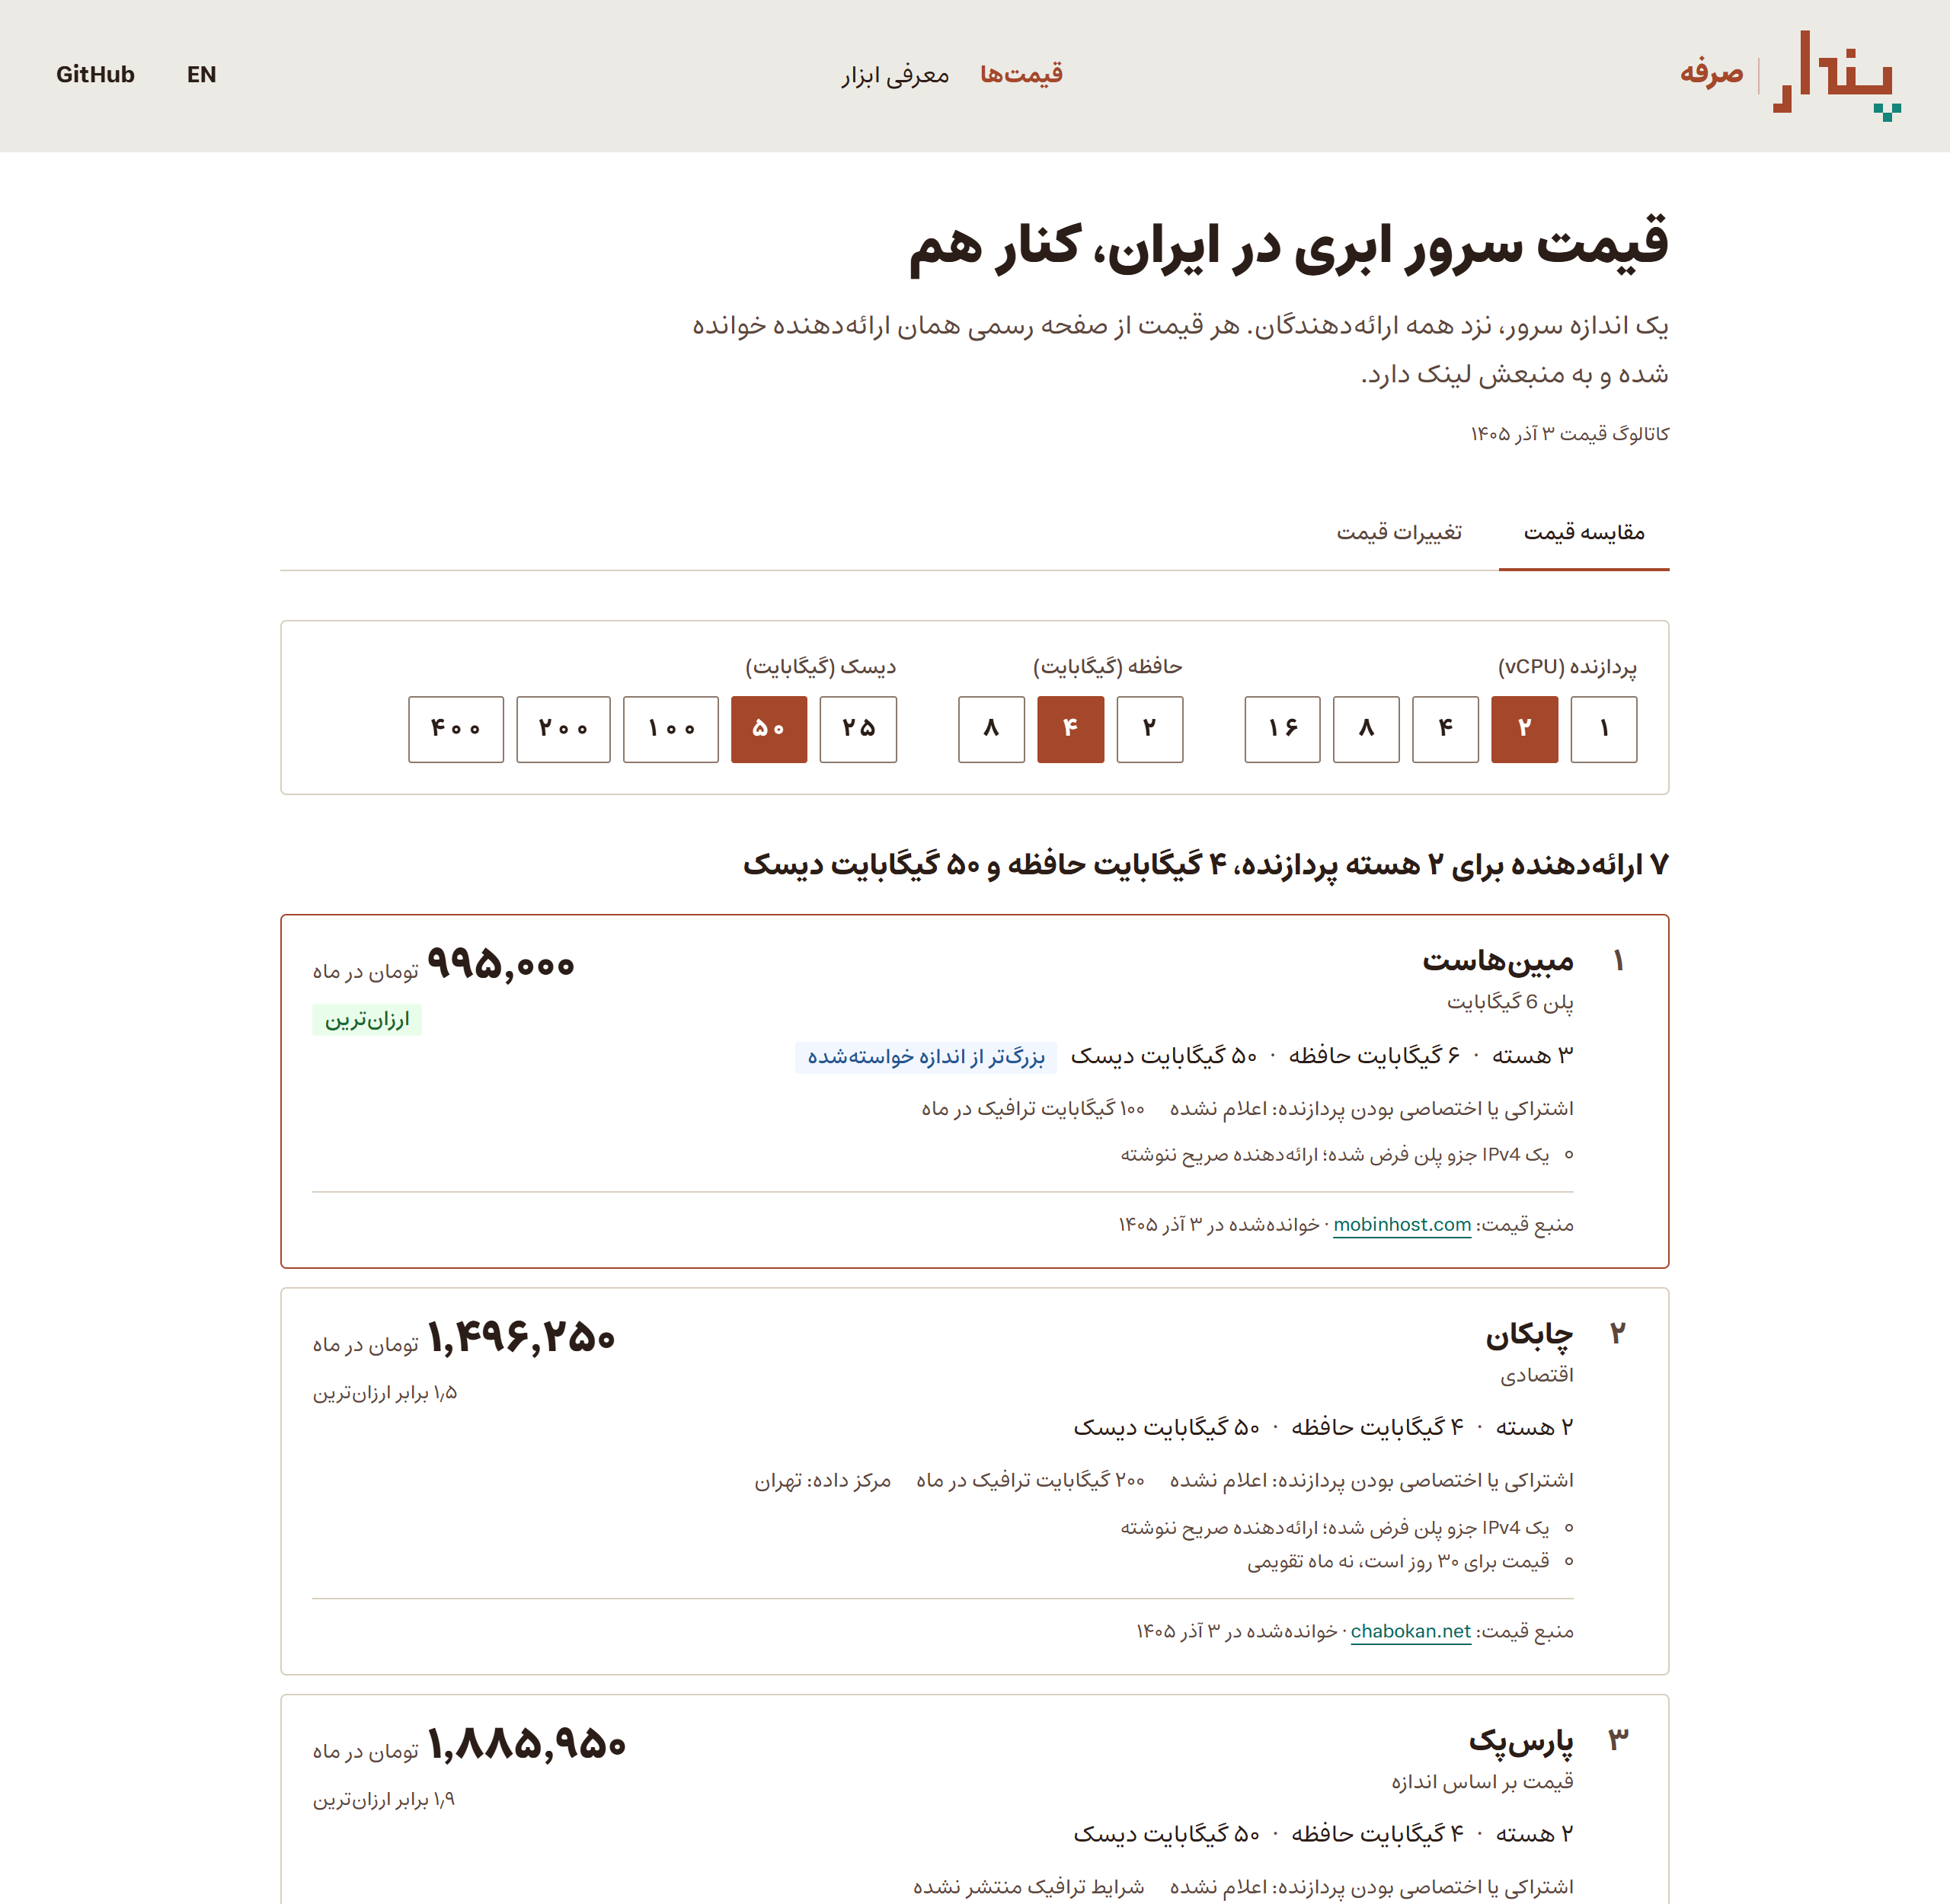 پندار | صرفه
قیمت‌ها معرفی ابزار
EN GitHub
قیمت سرور ابری در ایران، کنار هم
یک اندازه سرور، نزد همه ارائه‌دهندگان. هر قیمت از صفحه رسمی همان ارائه‌دهنده خوانده
شده و به منبعش لینک دارد.
کاتالوگ قیمت ۳ آذر ۱۴۰۵
مقایسه قیمت تغییرات قیمت
پردازنده (vCPU)
۱ ۲ ۴ ۸ ۱۶
حافظه (گیگابایت)
۲ ۴ ۸
دیسک (گیگابایت)
۲۵ ۵۰ ۱۰۰ ۲۰۰ ۴۰۰
۷ ارائه‌دهنده برای ۲ هسته پردازنده، ۴ گیگابایت حافظه و ۵۰ گیگابایت دیسک
۱ مبین‌هاست
پلن 6 گیگابایت
۹۹۵,۰۰۰ تومان در ماه
ارزان‌ترین
۳ هسته · ۶ گیگابایت حافظه · ۵۰ گیگابایت دیسک بزرگ‌تر از اندازه خواسته‌شده
اشتراکی یا اختصاصی بودن پردازنده: اعلام نشده ۱۰۰ گیگابایت ترافیک در ماه
یک IPv4 جزو پلن فرض شده؛ ارائه‌دهنده صریح ننوشته
منبع قیمت: mobinhost.com · خوانده‌شده در ۳ آذر ۱۴۰۵
۲ چابکان
اقتصادی
۱,۴۹۶,۲۵۰ تومان در ماه
۱٫۵ برابر ارزان‌ترین
۲ هسته · ۴ گیگابایت حافظه · ۵۰ گیگابایت دیسک
اشتراکی یا اختصاصی بودن پردازنده: اعلام نشده ۲۰۰ گیگابایت ترافیک در ماه مرکز داده: تهران
یک IPv4 جزو پلن فرض شده؛ ارائه‌دهنده صریح ننوشته
قیمت برای ۳۰ روز است، نه ماه تقویمی
منبع قیمت: chabokan.net · خوانده‌شده در ۳ آذر ۱۴۰۵
۳ پارس‌پک
قیمت بر اساس اندازه
۱,۸۸۵,۹۵۰ تومان در ماه
۱٫۹ برابر ارزان‌ترین
۲ هسته · ۴ گیگابایت حافظه · ۵۰ گیگابایت دیسک
اشتراکی یا اختصاصی بودن پردازنده: اعلام نشده شرایط ترافیک منتشر نشده